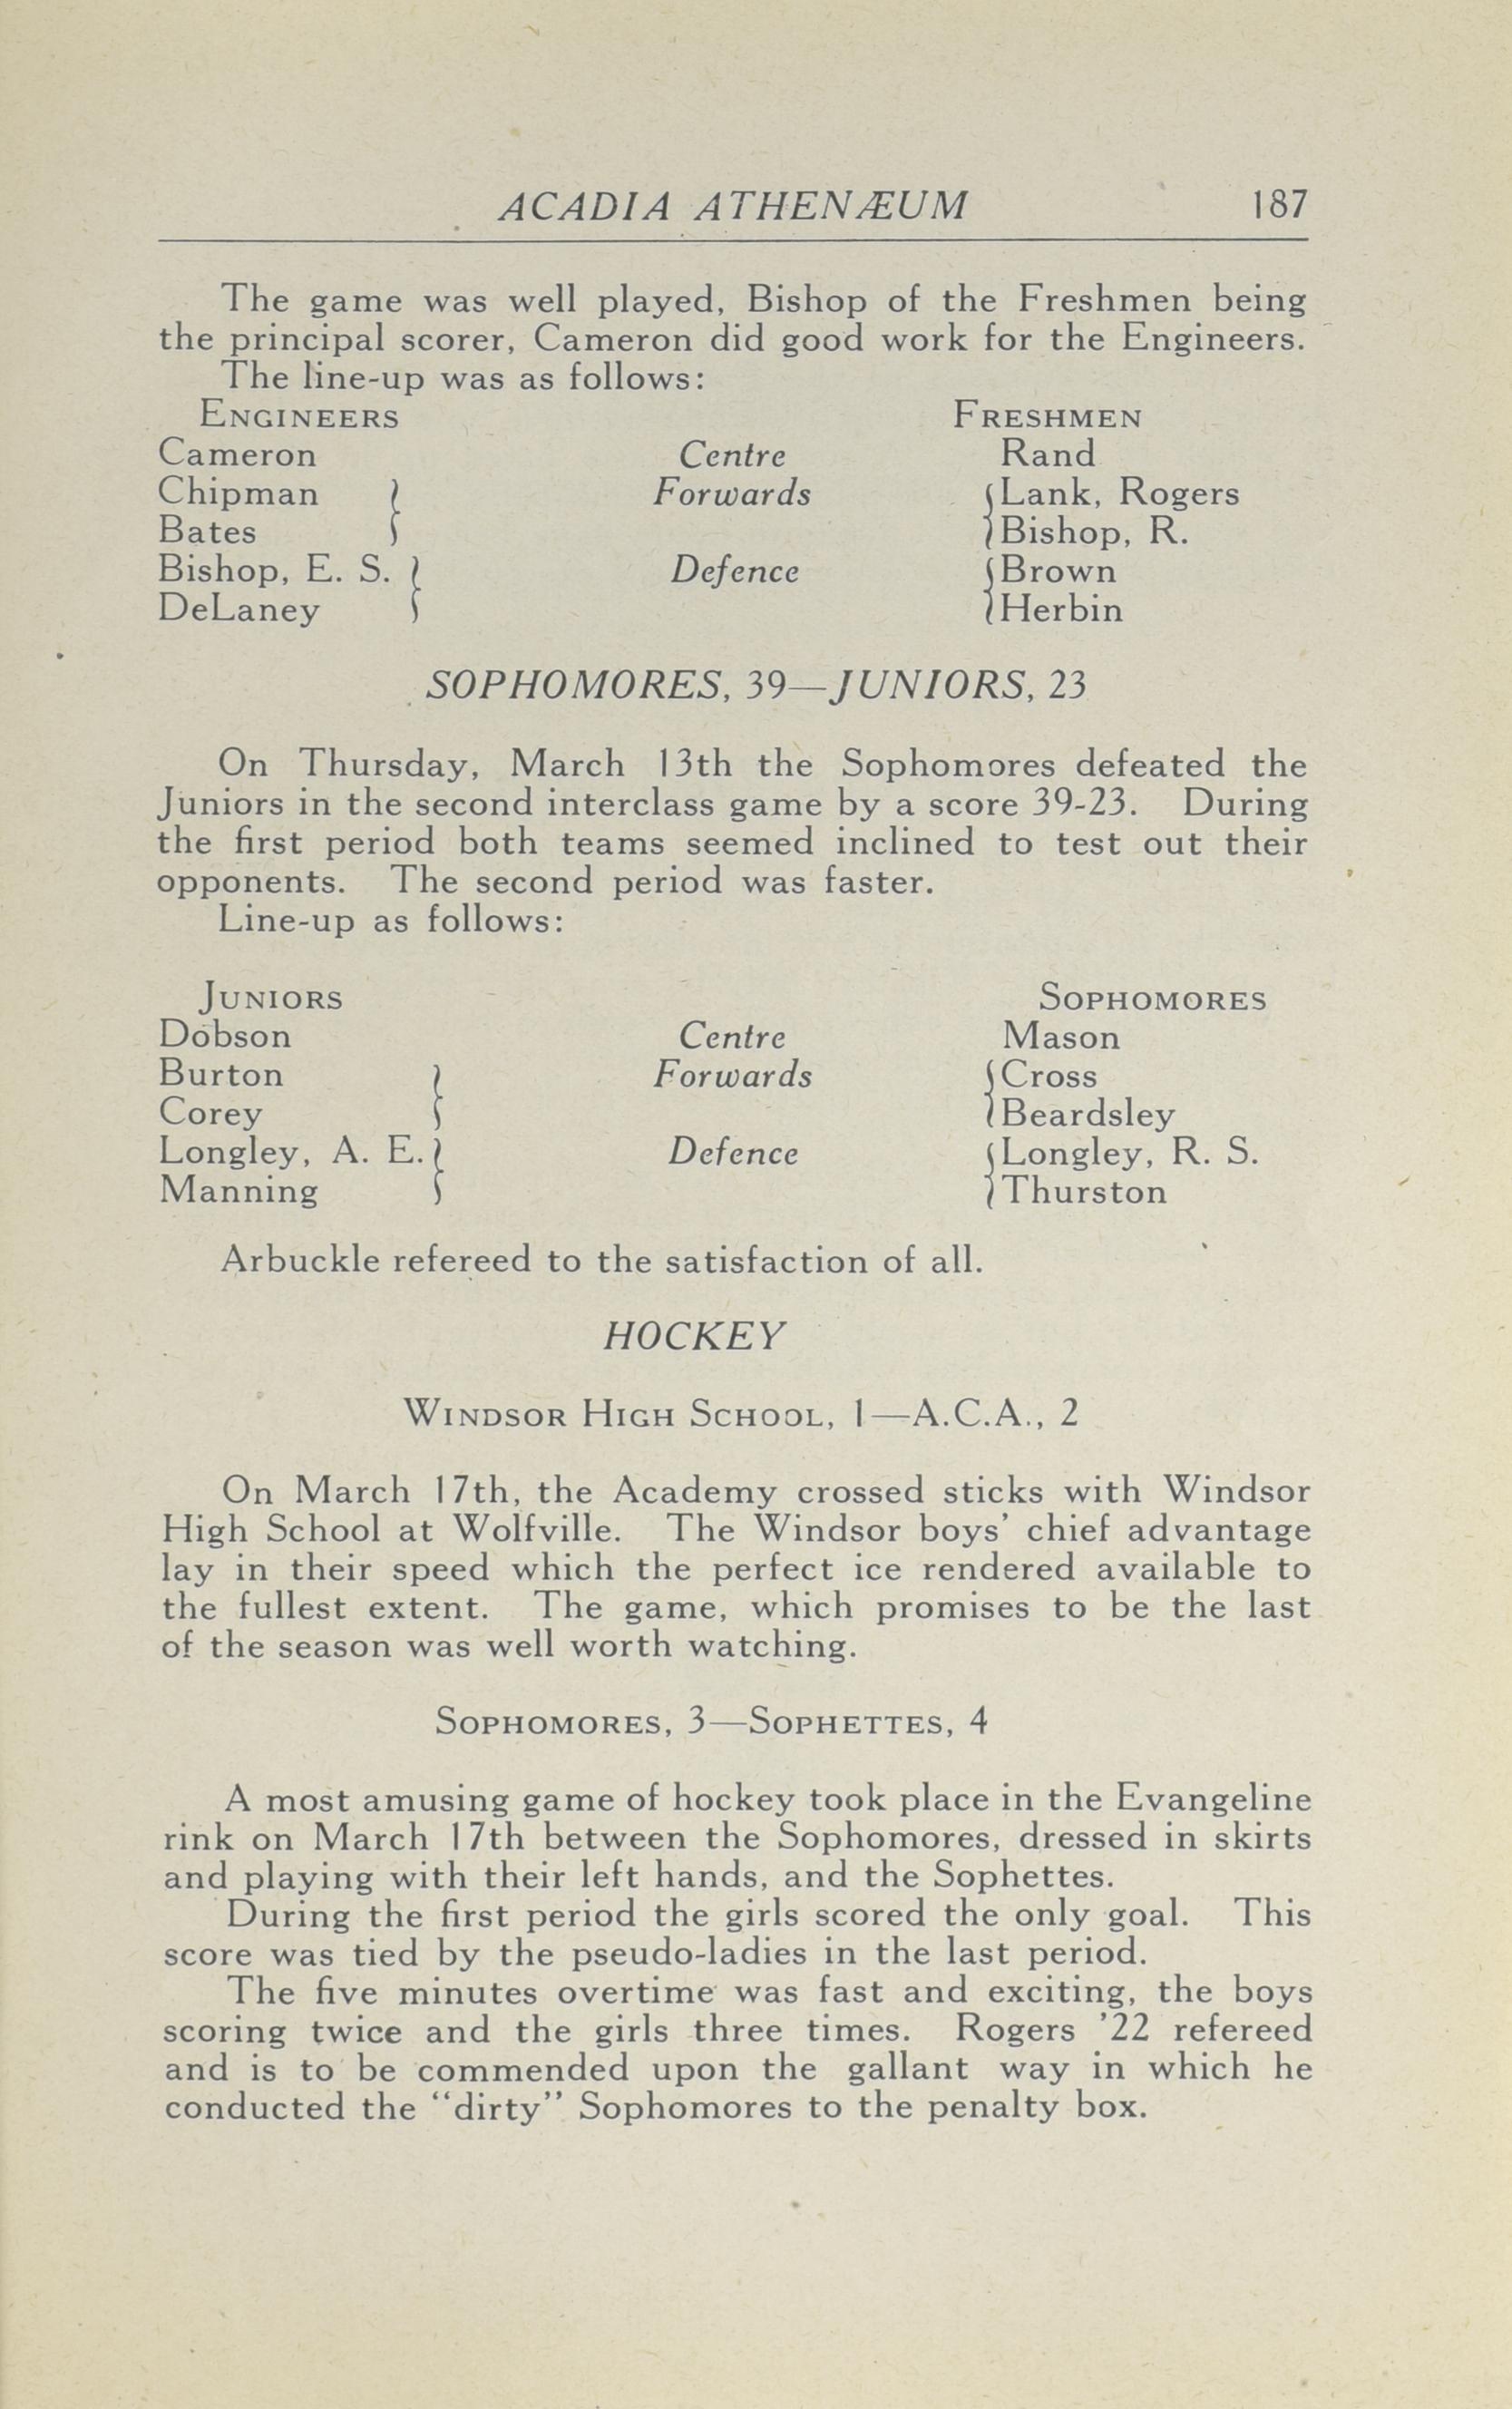 ACADIA ATHENÆUM 187
The game was well played, Bishop of the Freshmen being
the principal scorer, Cameron did good work for the Engineers.
The line-up was as follows:
ENGINEERS FRESHMEN
Cameron Centre Rand
Chipman } Forwards { Lank, Rogers
Bates } { Bishop, R.
Bishop, E. S. } Defence { Brown
DeLaney } { Herbin
SOPHOMORES, 39—JUNIORS, 23
On Thursday, March 13th the Sophomores defeated the
Juniors in the second interclass game by a score 39-23. During
the first period both teams seemed inclined to test out their
opponents. The second period was faster.
Line-up as follows:
JUNIORS SOPHOMORES
Dobson Centre Mason
Burton } Forwards { Cross
Corey } { Beardsley
Longley, A. E. } Defence { Longley, R. S.
Manning } { Thurston
Arbuckle refereed to the satisfaction of all.
HOCKEY
WINDSOR HIGH SCHOOL, 1—A.C.A., 2
On March 17th, the Academy crossed sticks with Windsor
High School at Wolfville. The Windsor boys' chief advantage
lay in their speed which the perfect ice rendered available to
the fullest extent. The game, which promises to be the last
of the season was well worth watching.
SOPHOMORES, 3—SOPHETTES, 4
A most amusing game of hockey took place in the Evangeline
rink on March 17th between the Sophomores, dressed in skirts
and playing with their left hands, and the Sophettes.
During the first period the girls scored the only goal. This
score was tied by the pseudo-ladies in the last period.
The five minutes overtime was fast and exciting, the boys
scoring twice and the girls three times. Rogers '22 refereed
and is to be commended upon the gallant way in which he
conducted the "dirty" Sophomores to the penalty box.